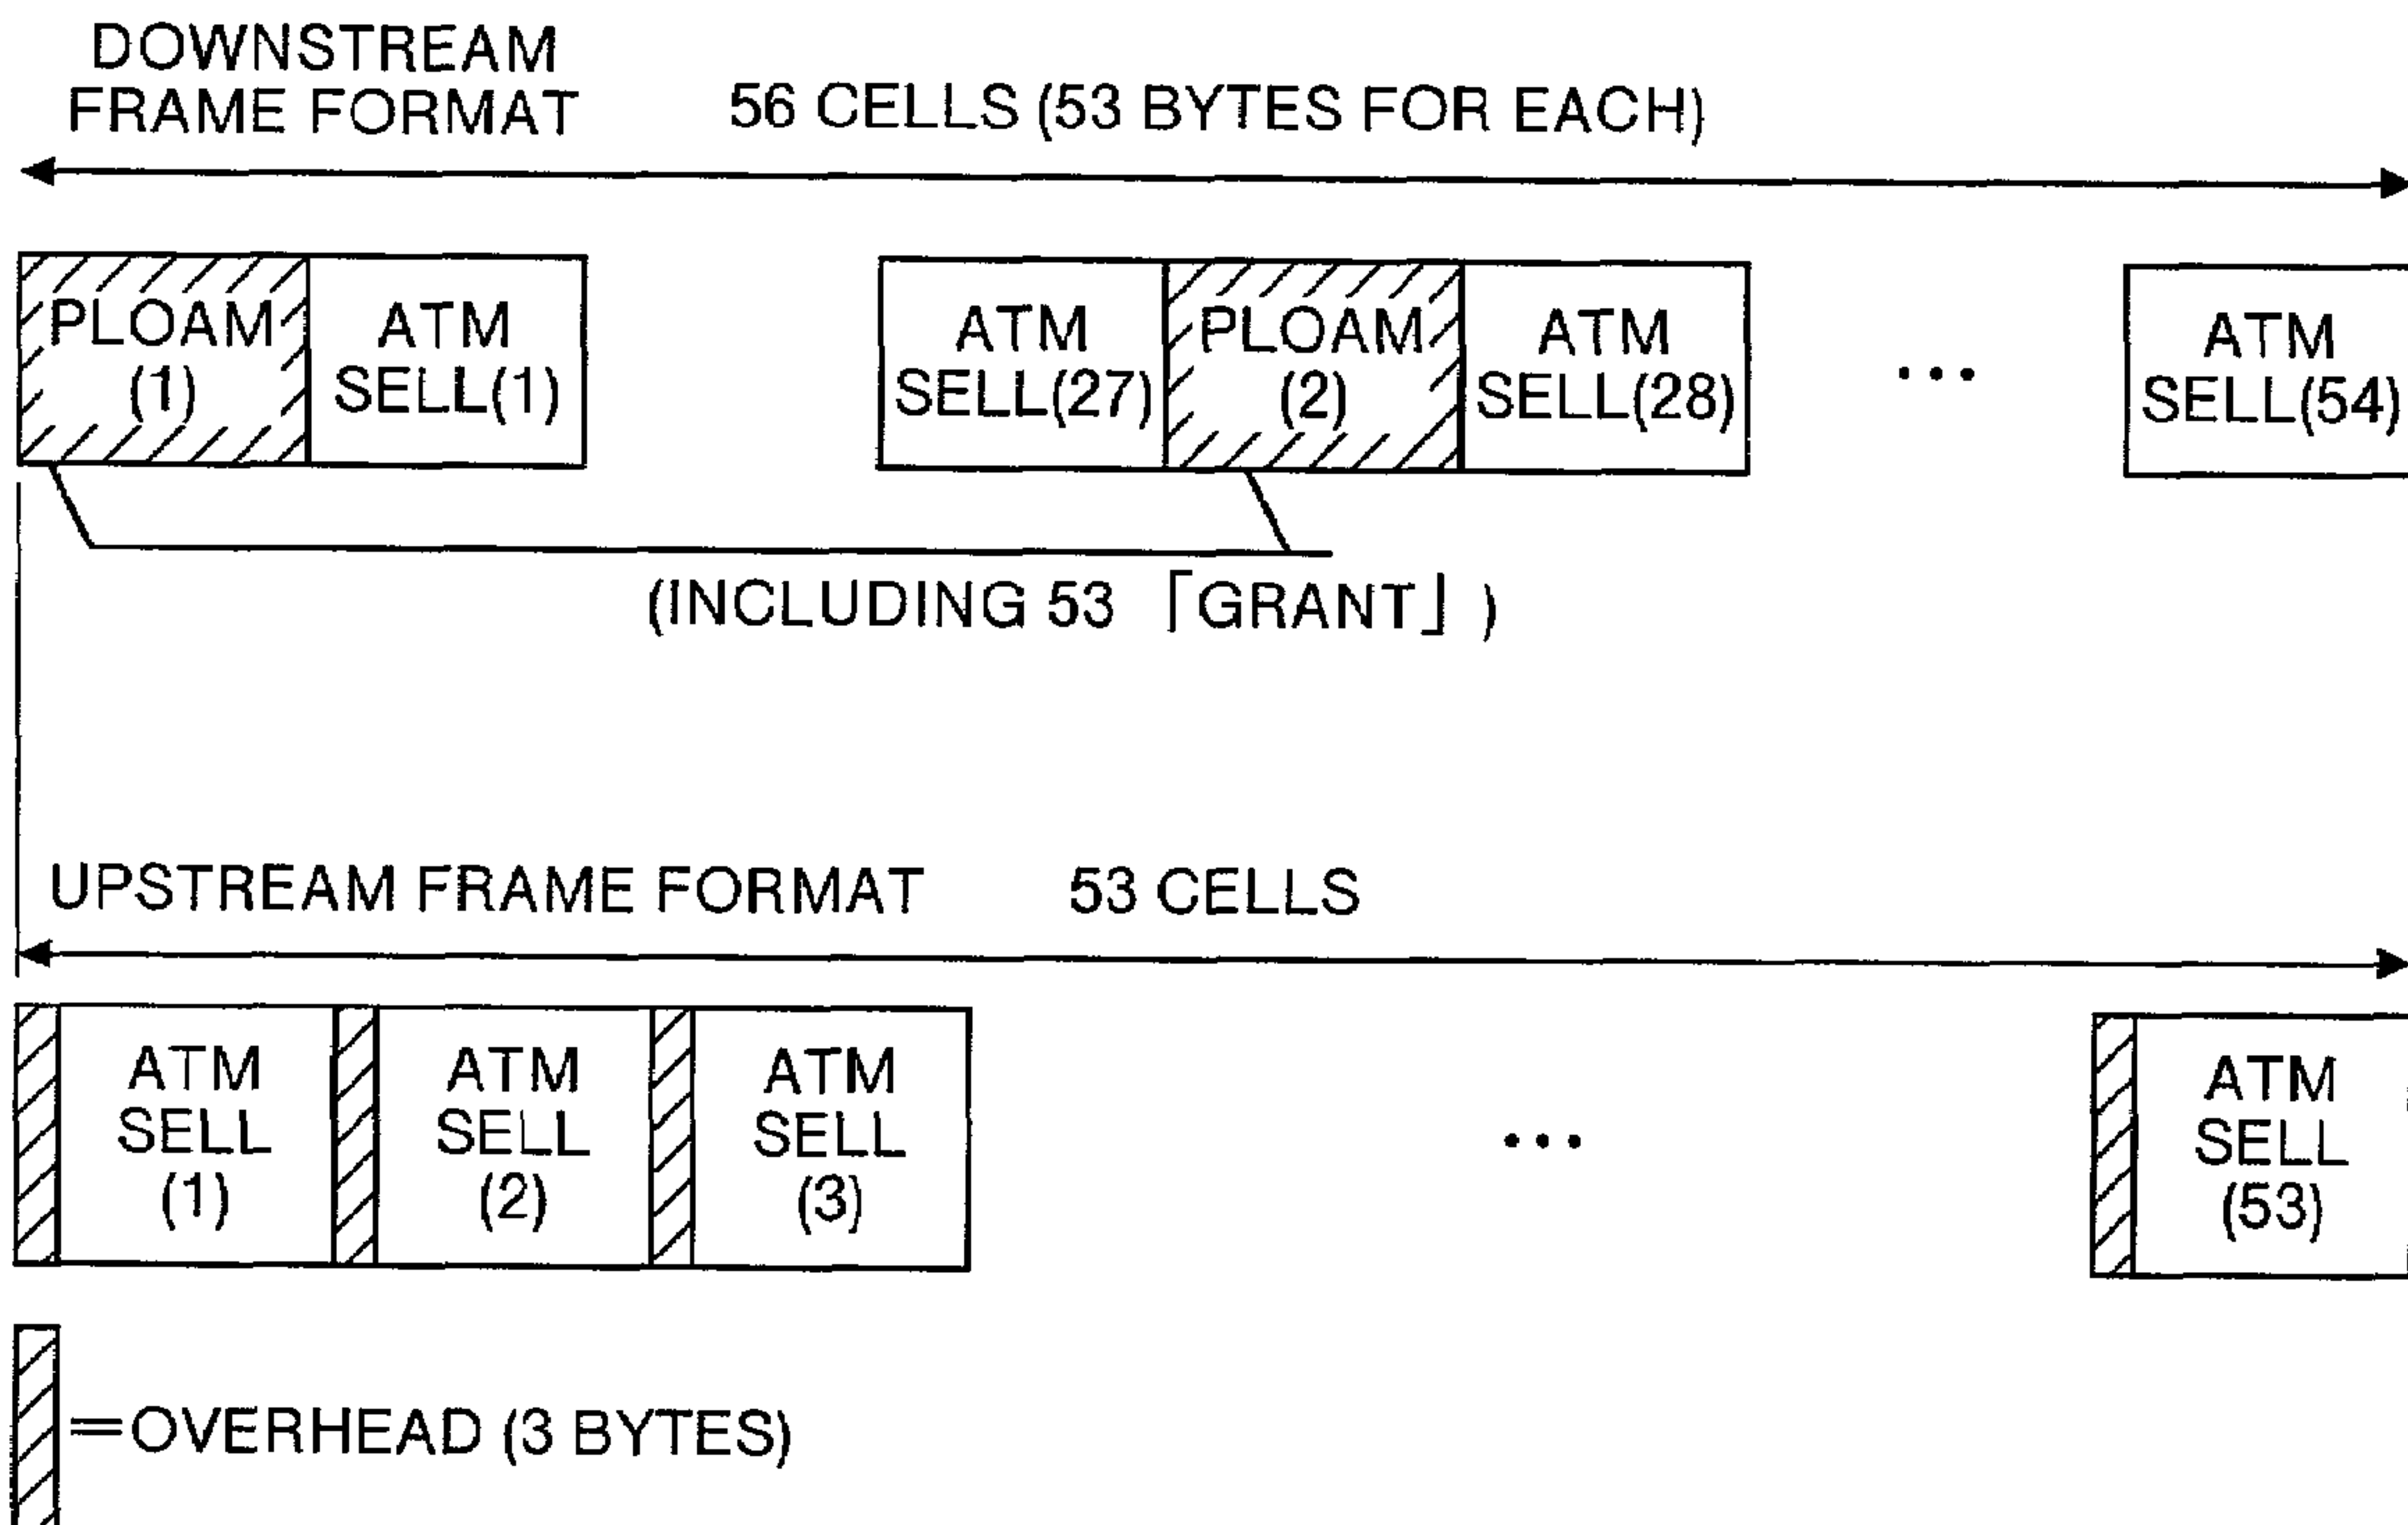 DOWNSTREAM
FRAME FORMAT
56 CELLS (53 BYTES FOR EACH)
PLOAM
(1)
ATM
SELL(1)
ATM
SELL(27)
PLOAM
(2)
ATM
SELL(28)
...
ATM
SELL(54)
(INCLUDING 53 「GRANT」 )
UPSTREAM FRAME FORMAT
53 CELLS
ATM
SELL
(1)
ATM
SELL
(2)
ATM
SELL
(3)
...
ATM
SELL
(53)
=OVERHEAD (3 BYTES)